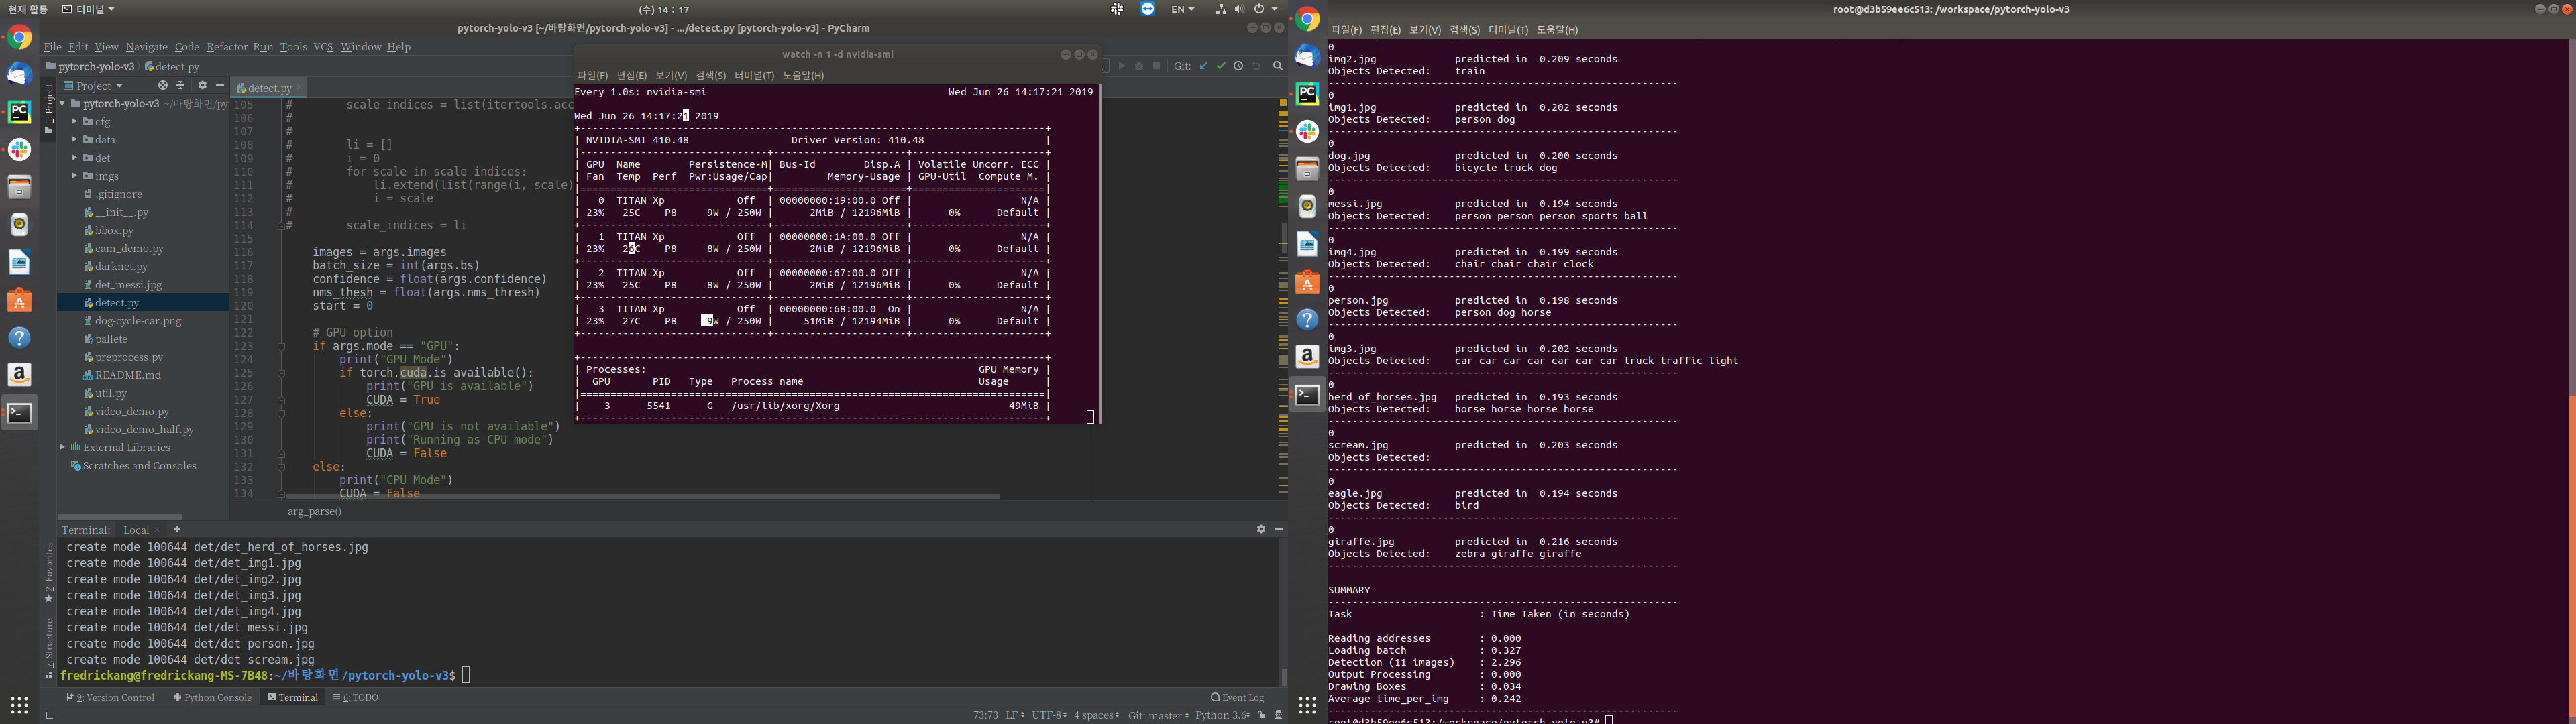 현재 활동 터미널 (수) 14 : 17 EN
pytorch-yolo-v3 [~/바탕화면/pytorch-yolo-v3] - .../detect.py [pytorch-yolo-v3] - PyCharm
File Edit View Navigate Code Refactor Run Tools VCS Window Help
pytorch-yolo-v3 detect.py Git:
Project
detect.py
1: Project
pytorch-yolo-v3 ~/바탕화면/py
cfg
data
det
imgs
.gitignore
__init__.py
bbox.py
cam_demo.py
darknet.py
det_messi.jpg
detect.py
dog-cycle-car.png
pallete
preprocess.py
README.md
util.py
video_demo.py
video_demo_half.py
External Libraries
Scratches and Consoles
105 # scale_indices = list(itertools.acc
106 #
107 #
108 # li = []
109 # i = 0
110 # for scale in scale_indices:
111 # li.extend(list(range(i, scale)
112 # i = scale
113 #
114 # scale_indices = li
115
116 images = args.images
117 batch_size = int(args.bs)
118 confidence = float(args.confidence)
119 nms_thesh = float(args.nms_thresh)
120 start = 0
121
122 # GPU option
123 if args.mode == "GPU":
124 print("GPU Mode")
125 if torch.cuda.is_available():
126 print("GPU is available")
127 CUDA = True
128 else:
129 print("GPU is not available")
130 print("Running as CPU mode")
131 CUDA = False
132 else:
133 print("CPU Mode")
134 CUDA = False
arg_parse()
watch -n 1 -d nvidia-smi
파일(F) 편집(E) 보기(V) 검색(S) 터미널(T) 도움말(H)
Every 1.0s: nvidia-smi Wed Jun 26 14:17:21 2019
Wed Jun 26 14:17:21 2019
+-----------------------------------------------------------------------------+
| NVIDIA-SMI 410.48 Driver Version: 410.48 |
|-------------------------------+----------------------+----------------------+
| GPU Name Persistence-M| Bus-Id Disp.A | Volatile Uncorr. ECC |
| Fan Temp Perf Pwr:Usage/Cap| Memory-Usage | GPU-Util Compute M. |
|===============================+======================+======================|
| 0 TITAN Xp Off | 00000000:19:00.0 Off | N/A |
| 23% 25C P8 9W / 250W | 2MiB / 12196MiB | 0% Default |
+-------------------------------+----------------------+----------------------+
| 1 TITAN Xp Off | 00000000:1A:00.0 Off | N/A |
| 23% 26C P8 8W / 250W | 2MiB / 12196MiB | 0% Default |
+-------------------------------+----------------------+----------------------+
| 2 TITAN Xp Off | 00000000:67:00.0 Off | N/A |
| 23% 25C P8 8W / 250W | 2MiB / 12196MiB | 0% Default |
+-------------------------------+----------------------+----------------------+
| 3 TITAN Xp Off | 00000000:68:00.0 On | N/A |
| 23% 27C P8 9W / 250W | 51MiB / 12194MiB | 0% Default |
+-------------------------------+----------------------+----------------------+
+-----------------------------------------------------------------------------+
| Processes: GPU Memory |
| GPU PID Type Process name Usage |
|=============================================================================|
| 3 5541 G /usr/lib/xorg/Xorg 49MiB |
+-----------------------------------------------------------------------------+
Terminal: Local +
create mode 100644 det/det_herd_of_horses.jpg
create mode 100644 det/det_img1.jpg
create mode 100644 det/det_img2.jpg
create mode 100644 det/det_img3.jpg
create mode 100644 det/det_img4.jpg
create mode 100644 det/det_messi.jpg
create mode 100644 det/det_person.jpg
create mode 100644 det/det_scream.jpg
fredrickang@fredrickang-MS-7B48:~/바탕화면/pytorch-yolo-v3$
2: Favorites
7: Structure
9: Version Control Python Console Terminal 6: TODO Event Log
73:73 LF UTF-8 4 spaces Git: master Python 3.6
root@d3b59ee6c513: /workspace/pytorch-yolo-v3
파일(F) 편집(E) 보기(V) 검색(S) 터미널(T) 도움말(H)
0
img2.jpg predicted in 0.209 seconds
Objects Detected: train
----------------------------------------------------------
0
img1.jpg predicted in 0.202 seconds
Objects Detected: person dog
----------------------------------------------------------
0
dog.jpg predicted in 0.200 seconds
Objects Detected: bicycle truck dog
----------------------------------------------------------
0
messi.jpg predicted in 0.194 seconds
Objects Detected: person person person sports ball
----------------------------------------------------------
0
img4.jpg predicted in 0.199 seconds
Objects Detected: chair chair chair clock
----------------------------------------------------------
0
person.jpg predicted in 0.198 seconds
Objects Detected: person dog horse
----------------------------------------------------------
0
img3.jpg predicted in 0.202 seconds
Objects Detected: car car car car car car car truck traffic light
----------------------------------------------------------
0
herd_of_horses.jpg predicted in 0.193 seconds
Objects Detected: horse horse horse horse
----------------------------------------------------------
0
scream.jpg predicted in 0.203 seconds
Objects Detected:
----------------------------------------------------------
0
eagle.jpg predicted in 0.194 seconds
Objects Detected: bird
----------------------------------------------------------
0
giraffe.jpg predicted in 0.216 seconds
Objects Detected: zebra giraffe giraffe
----------------------------------------------------------
SUMMARY
----------------------------------------------------------
Task : Time Taken (in seconds)
Reading addresses : 0.000
Loading batch : 0.327
Detection (11 images) : 2.296
Output Processing : 0.000
Drawing Boxes : 0.034
Average time_per_img : 0.242
----------------------------------------------------------
root@d3b59ee6c513:/workspace/pytorch-yolo-v3#